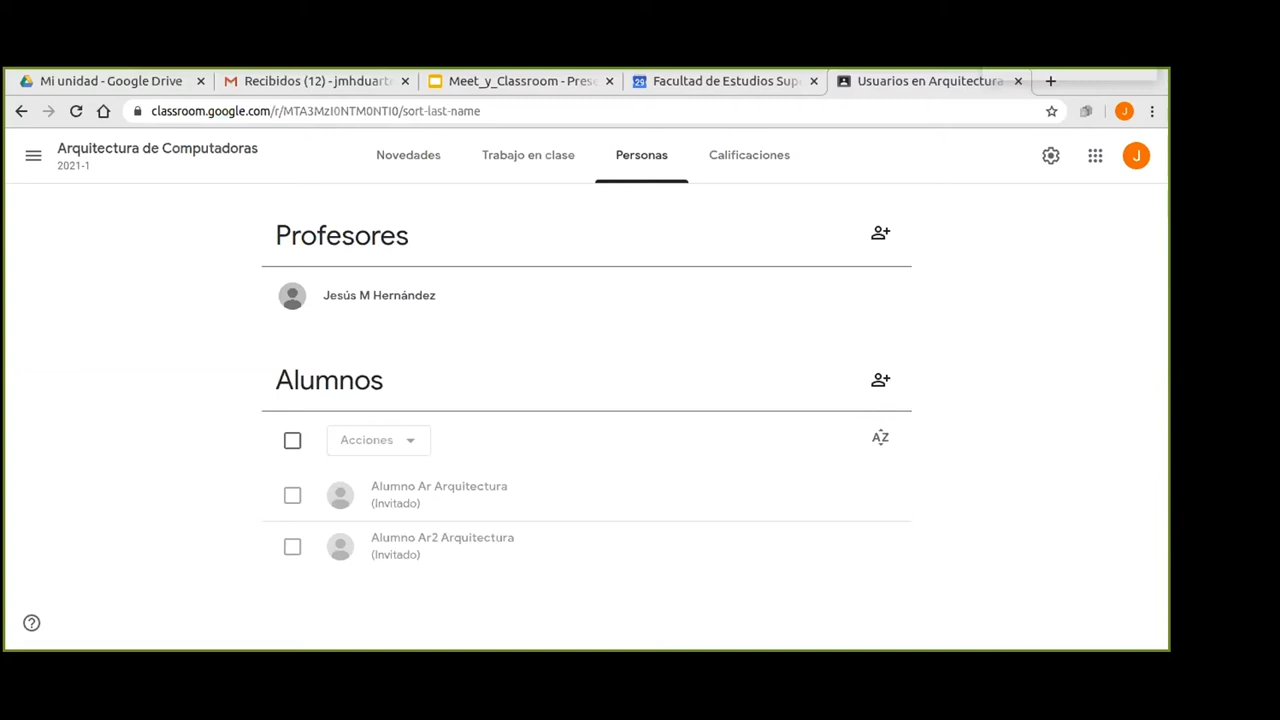 Mi unidad - Google Drive
Recibidos (12) - jmhduart
Meet_y_Classroom - Prese
29
Facultad de Estudios Sup
Usuarios en Arquitectura
classroom.google.com/r/MTA3MzI0NTM0NTI0/sort-last-name
J
Arquitectura de Computadoras
2021-1
Novedades
Trabajo en clase
Personas
Calificaciones
J
Profesores
Jesús M Hernández
Alumnos
Acciones
AZ
Alumno Ar Arquitectura
(Invitado)
Alumno Ar2 Arquitectura
(Invitado)